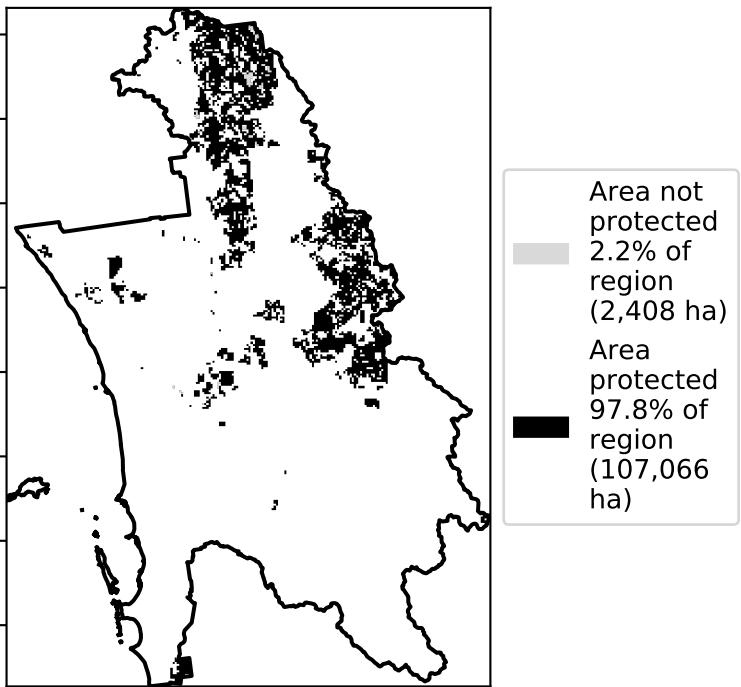 Area not
protected
2.2% of
region
(2,408 ha)
Area
protected
97.8% of
region
(107,066
ha)